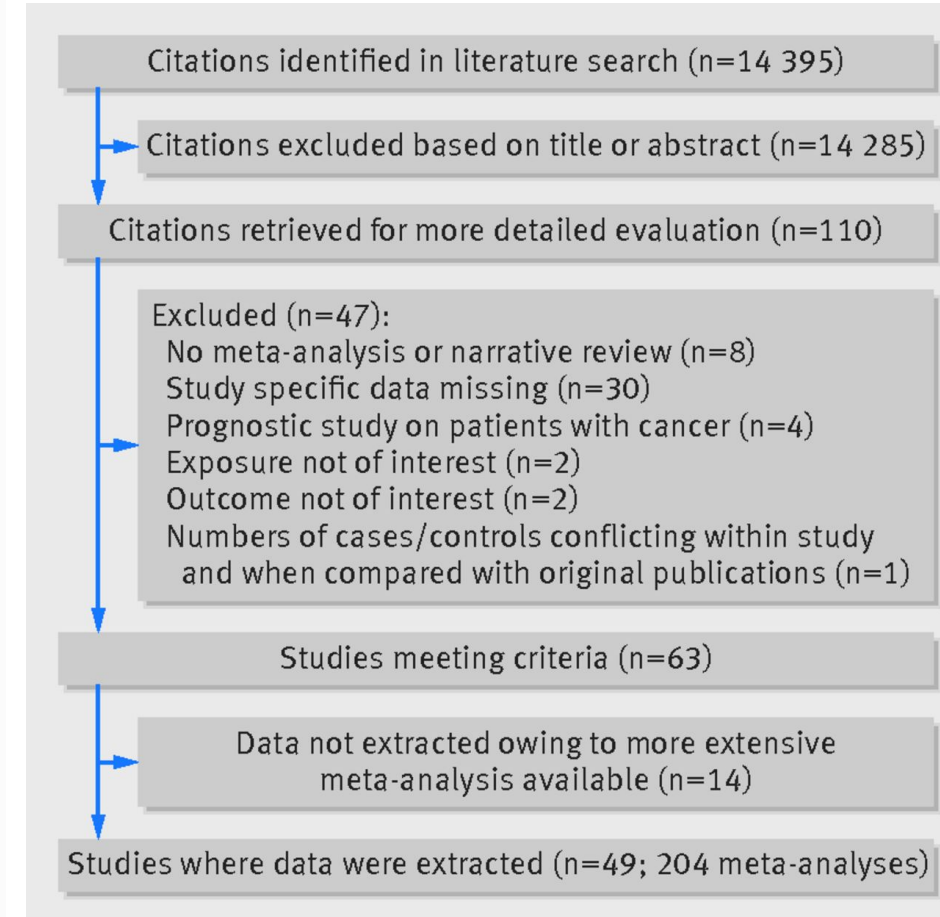 Citations identified in literature search (n=14 395)
Citations excluded based on title or abstract (n=14 285)
Citations retrieved for more detailed evaluation (n=110)
Excluded (n=47):
No meta-analysis or narrative review (n=8)
Study specific data missing (n=30)
Prognostic study on patients with cancer (n=4)
Exposure not of interest (n=2)
Outcome not of interest (n=2)
Numbers of cases/controls conflicting within study
and when compared with original publications (n=1)
Studies meeting criteria (n=63)
Data not extracted owing to more extensive
meta-analysis available (n=14)
Studies where data were extracted (n=49; 204 meta-analyses)